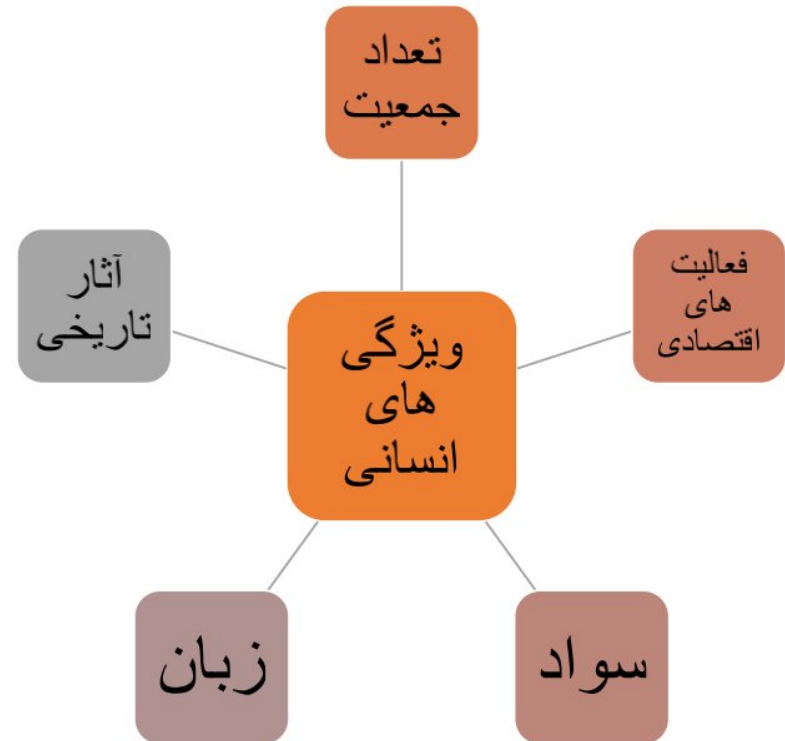 تعداد
جمعیت
فعالیت
های
اقتصادی
آثار
تاریخی
ویژگی
های
انسانی
سواد
زبان